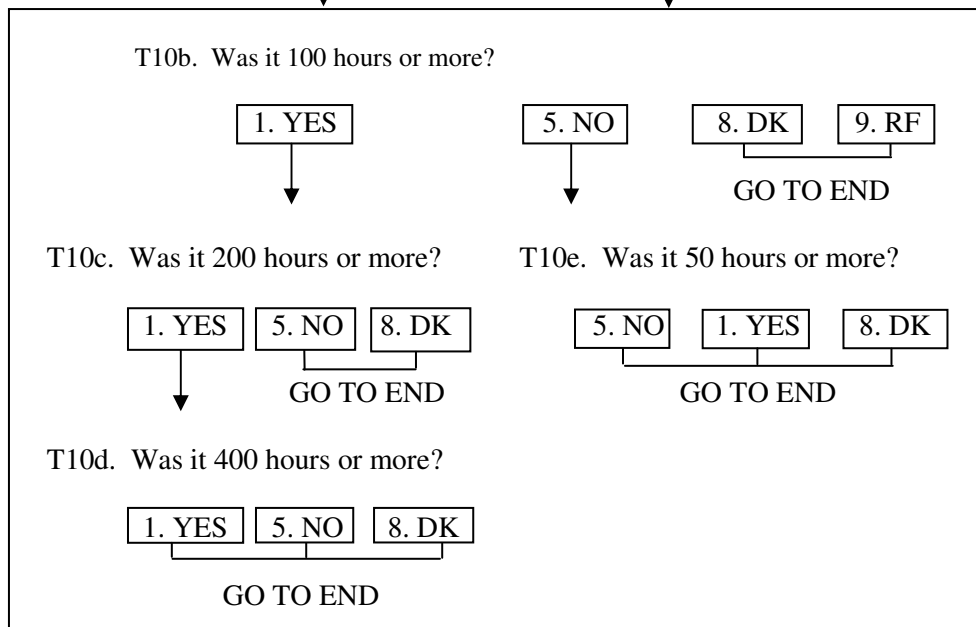 T10b. Was it 100 hours or more?
1. YES 5. NO 8. DK 9. RF
GO TO END
T10c. Was it 200 hours or more? T10e. Was it 50 hours or more?
1. YES 5. NO 8. DK 5. NO 1. YES 8. DK
GO TO END GO TO END
T10d. Was it 400 hours or more?
1. YES 5. NO 8. DK
GO TO END